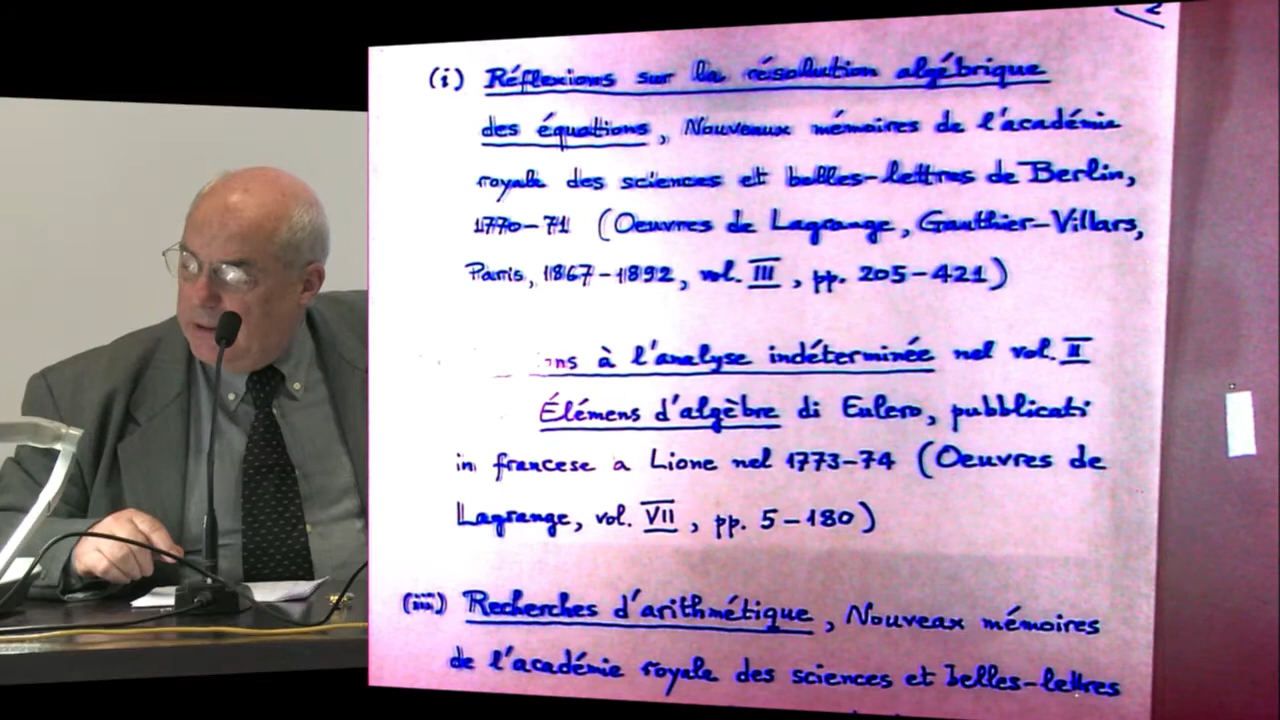 (i) Réflexions sur la résolution algébrique
des équations, Nouveaux mémoires de l'académie
royale des sciences et belles-lettres de Berlin,
1770-71 (Oeuvres de Lagrange, Gauthier-Villars,
Paris, 1867-1892, vol. III, pp. 205-421)
ns à l'analyse indéterminée nel vol. II
Élémens d'algèbre di Eulero, pubblicati
in francese a Lione nel 1773-74 (Oeuvres de
Lagrange, vol. VII, pp. 5-180)
(iii) Recherches d'arithmétique, Nouveax mémoires
de l'académie royale des sciences et belles-lettres